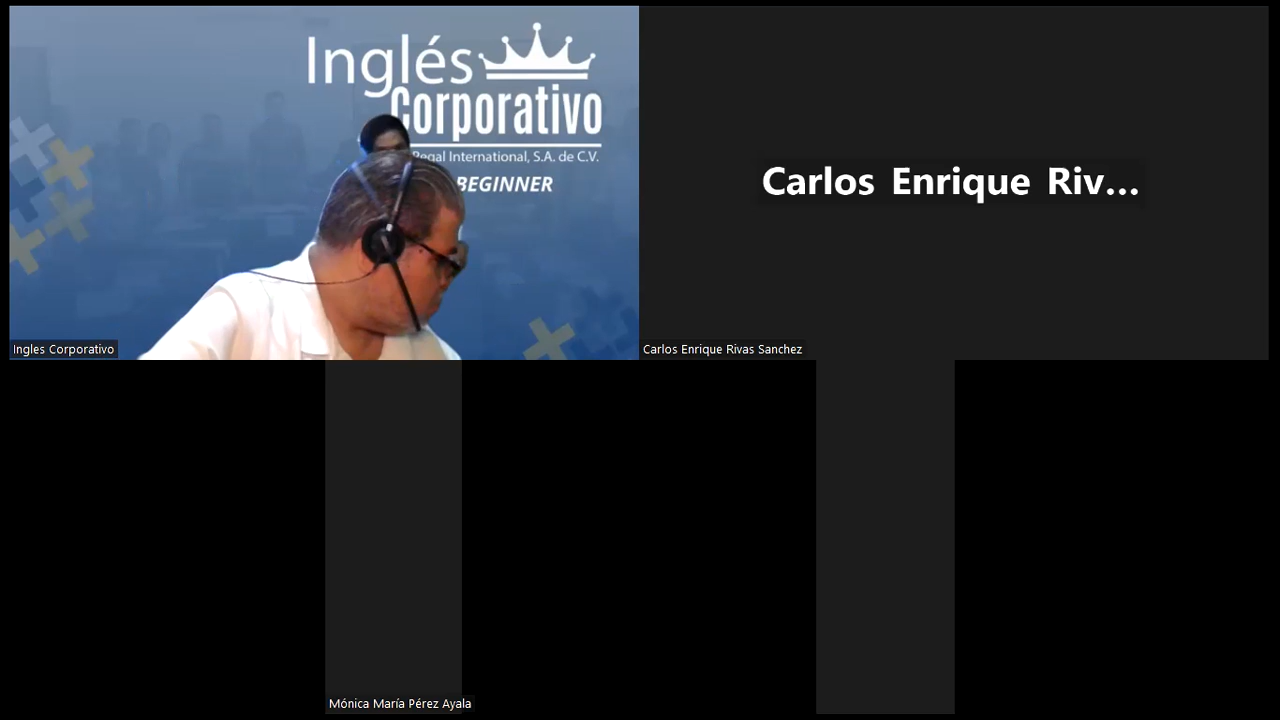 Inglés
Corporativo
Regal International, S.A. de C.V.
BEGINNER
Ingles Corporativo
Carlos Enrique Riv...
Carlos Enrique Rivas Sanchez
Mónica María Pérez Ayala